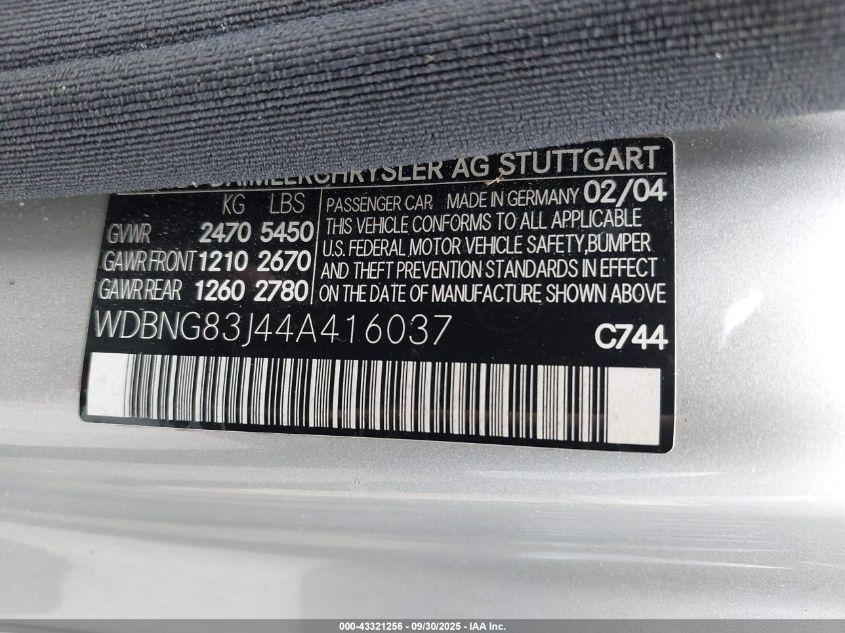 DAIMLERCHRYSLER AG STUTTGART
KG LBS
GVWR 2470 5450
GAWR FRONT 1210 2670
GAWR REAR 1260 2780
PASSENGER CAR MADE IN GERMANY 02/04
THIS VEHICLE CONFORMS TO ALL APPLICABLE
U.S. FEDERAL MOTOR VEHICLE SAFETY, BUMPER
AND THEFT PREVENTION STANDARDS IN EFFECT
ON THE DATE OF MANUFACTURE SHOWN ABOVE
WDBNG83J44A416037
C744
000-43321256 - 09/30/2025 - IAA Inc.